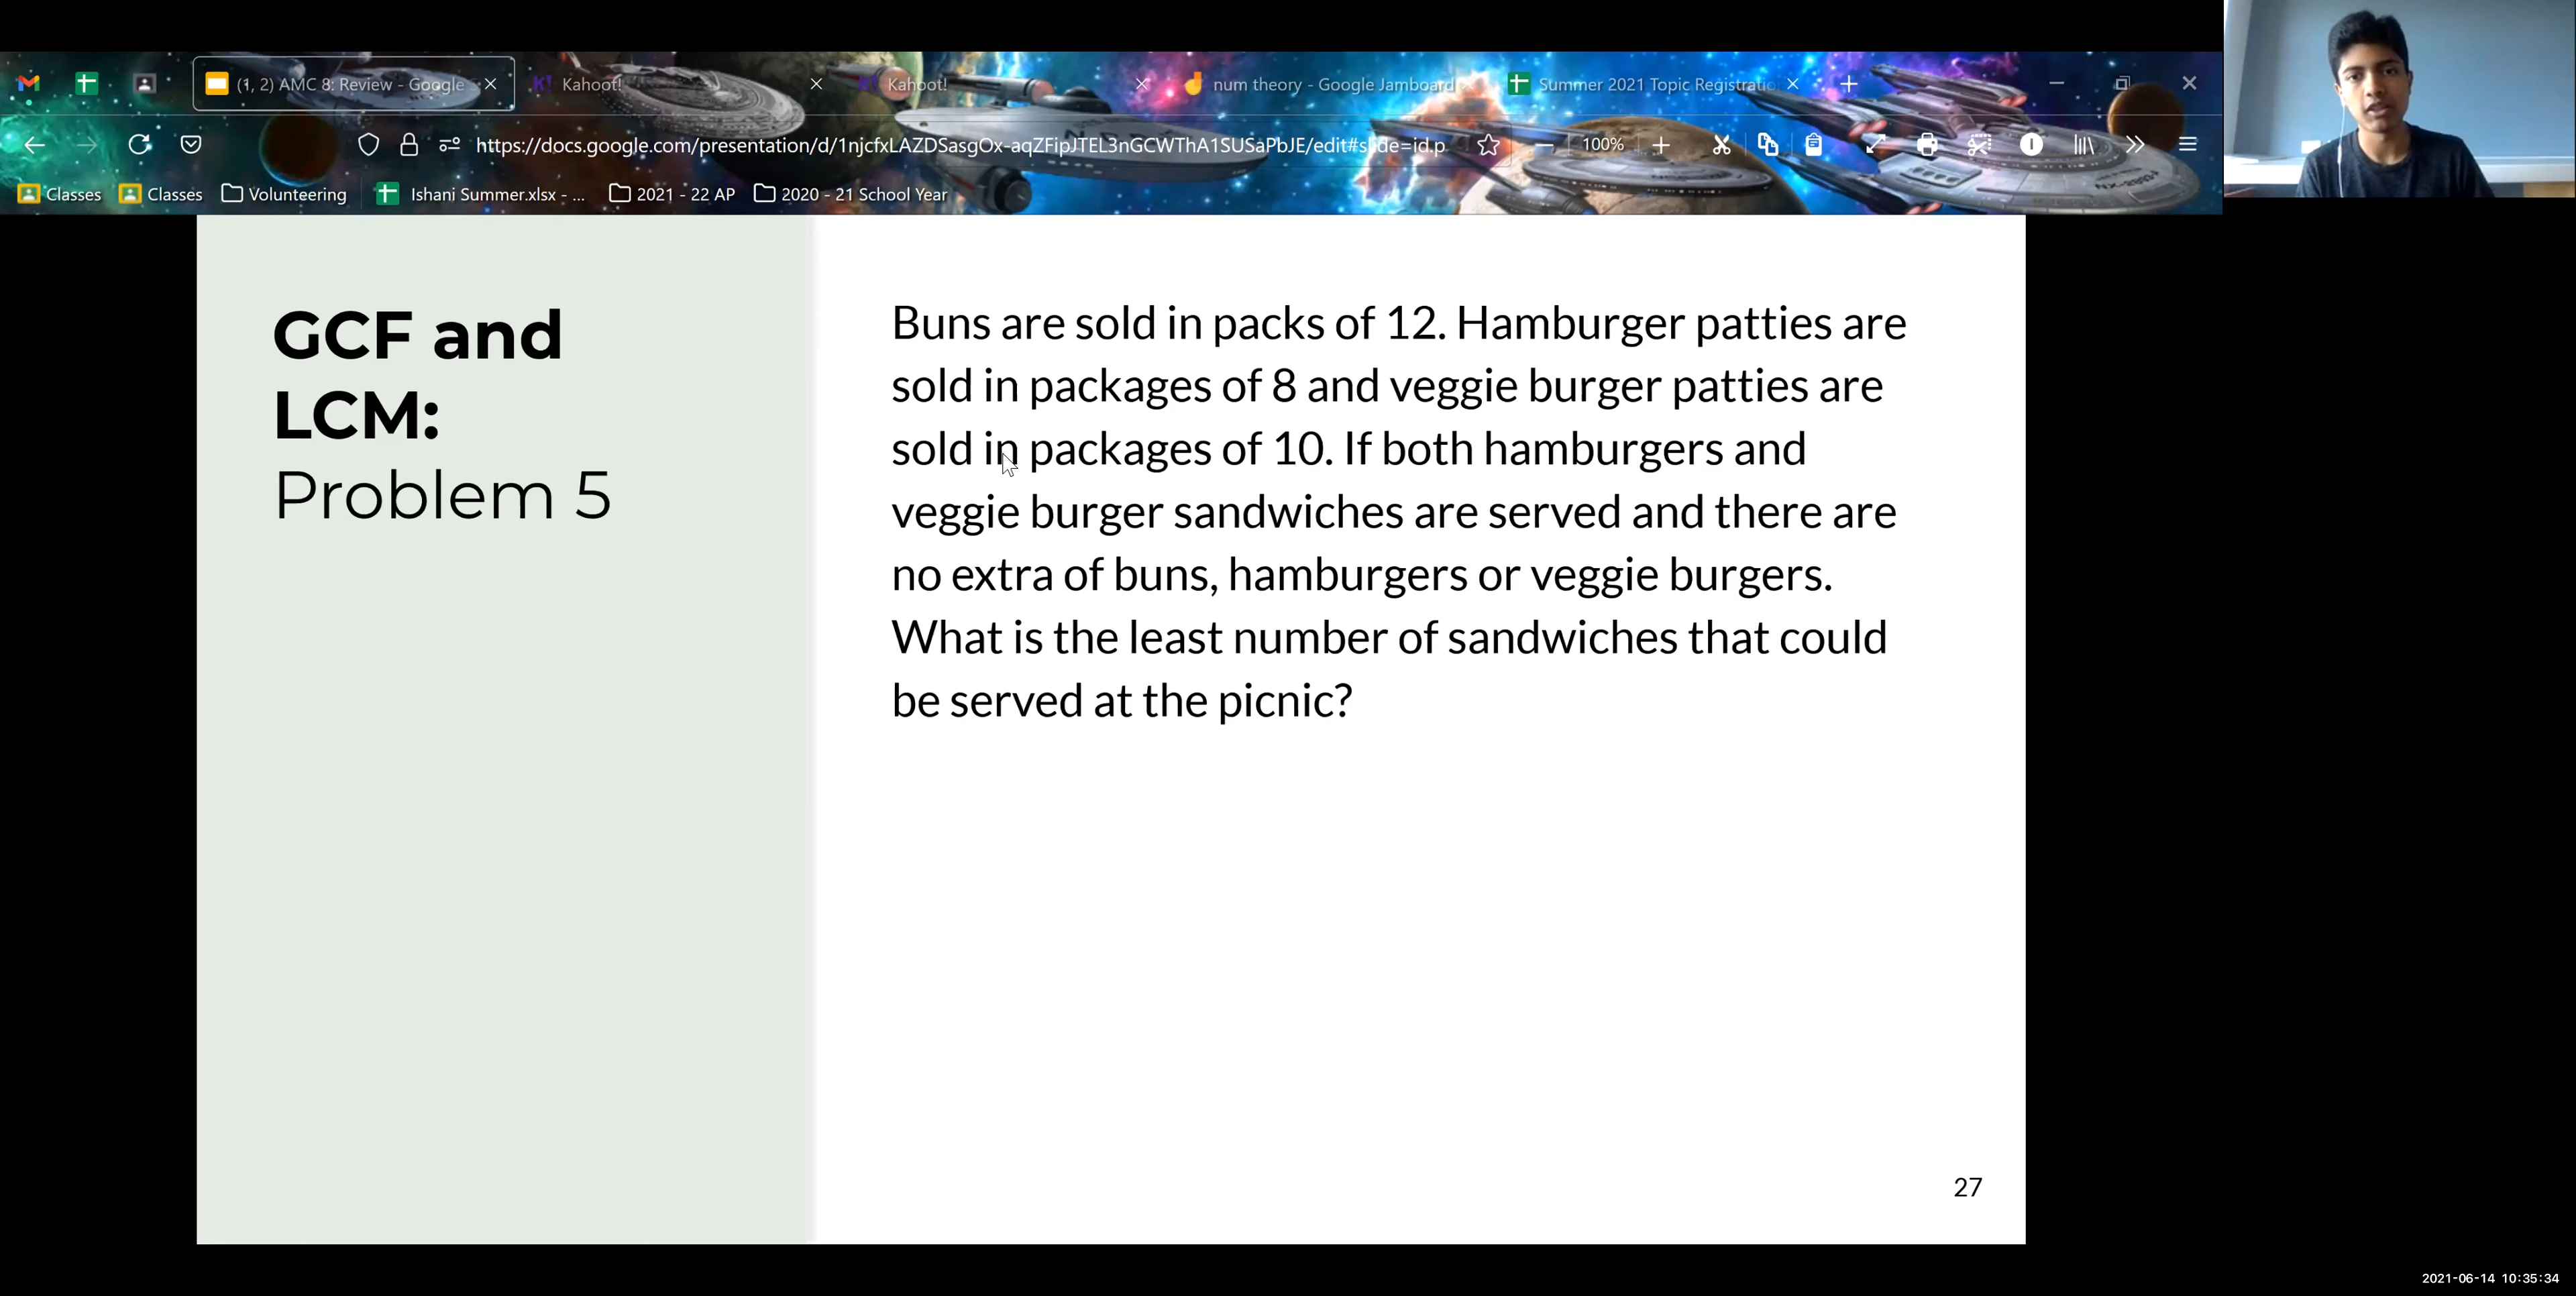 (1, 2) AMC 8: Review - Google
Kahoot!
Kahoot!
num theory - Google Jamboard
Summer 2021 Topic Registratio
https://docs.google.com/presentation/d/1njcfxLAZDSasgOx-aqZFipJTEL3nGCWThA1SUSaPbJE/edit#slide=id.p
100%
Classes
Classes
Volunteering
Ishani Summer.xlsx - ...
2021 - 22 AP
2020 - 21 School Year
GCF and
LCM:
Problem 5
Buns are sold in packs of 12. Hamburger patties are
sold in packages of 8 and veggie burger patties are
sold in packages of 10. If both hamburgers and
veggie burger sandwiches are served and there are
no extra of buns, hamburgers or veggie burgers.
What is the least number of sandwiches that could
be served at the picnic?
27
2021-06-14 10:35:34